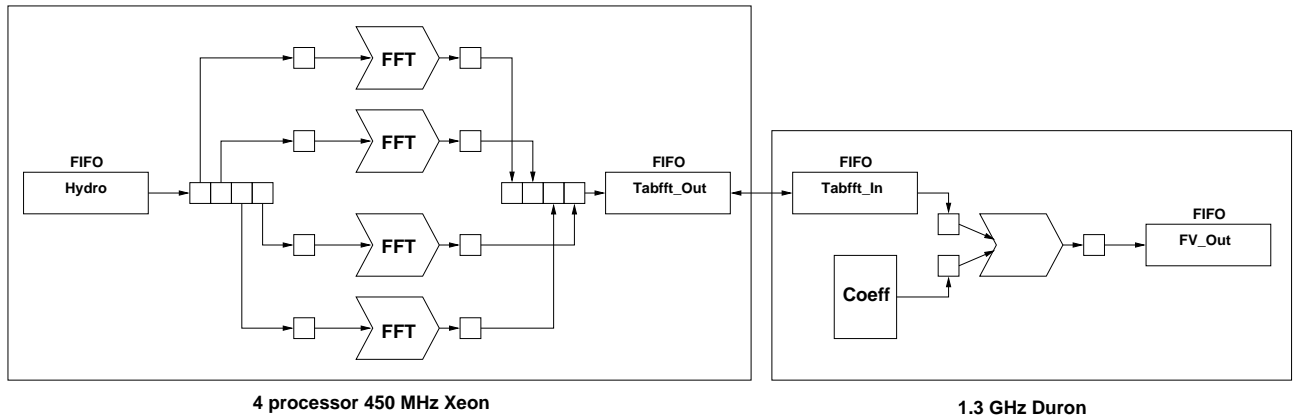 FFT
FFT
FIFO
Hydro
FIFO
Tabfft_Out
FIFO
Tabfft_In
FIFO
FV_Out
FFT
Coeff
FFT
4 processor 450 MHz Xeon
1.3 GHz Duron